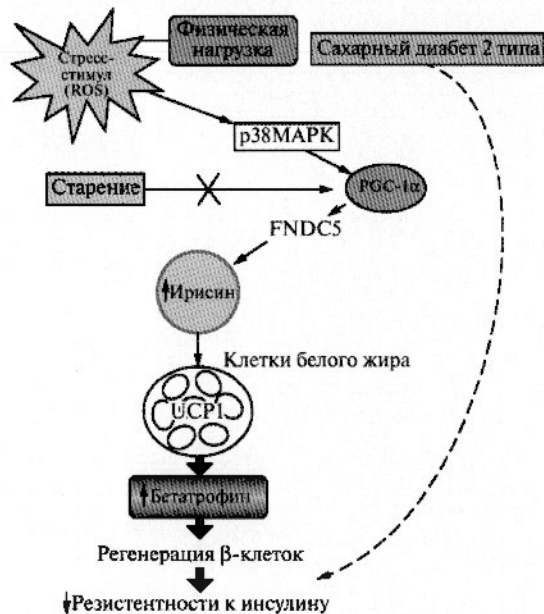 Физическая
нагрузка
Стресс-
стимул
(ROS)
Сахарный диабет 2 типа
p38MAPK
Старение
PGC-1α
FNDC5
Ирисин
Клетки белого жира
UCP1
Бетатрофин
Регенерация β-клеток
Резистентности к инсулину